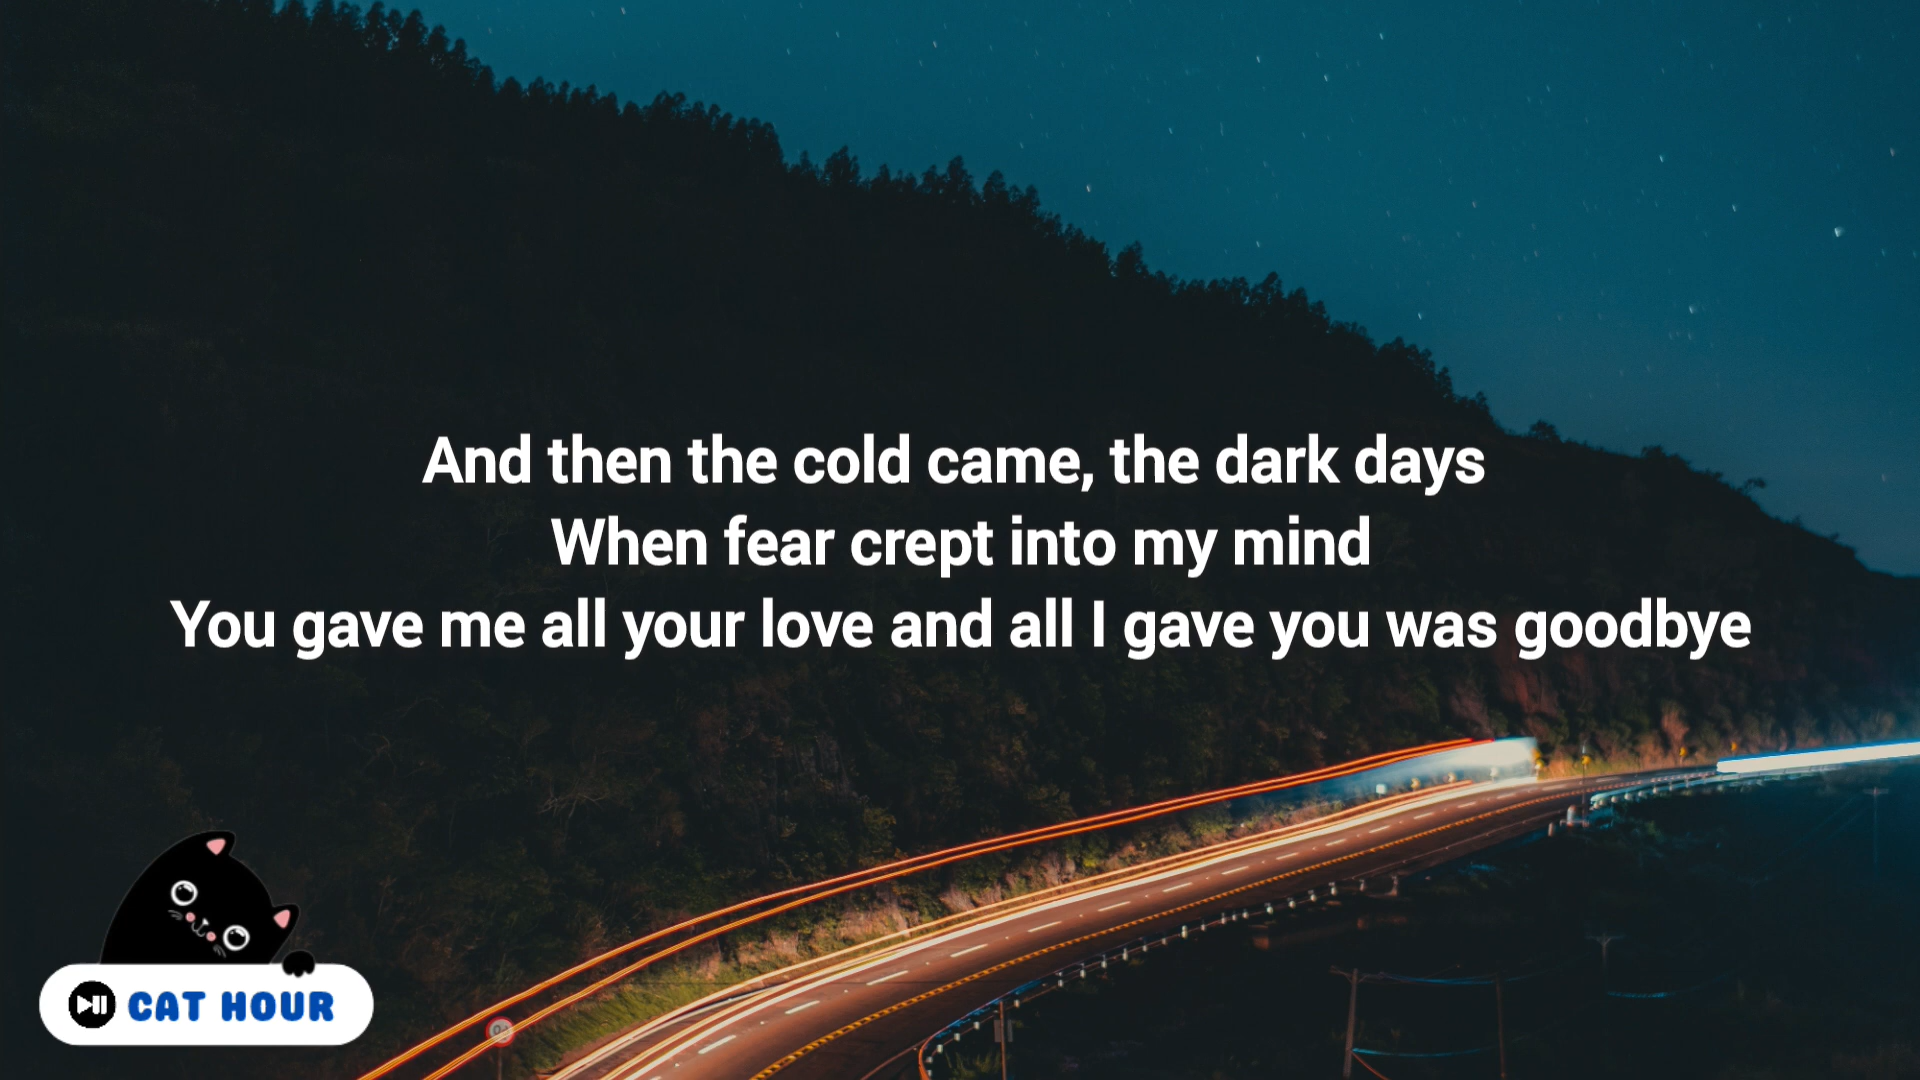 And then the cold came, the dark days
When fear crept into my mind
You gave me all your love and all I gave you was goodbye
CAT HOUR